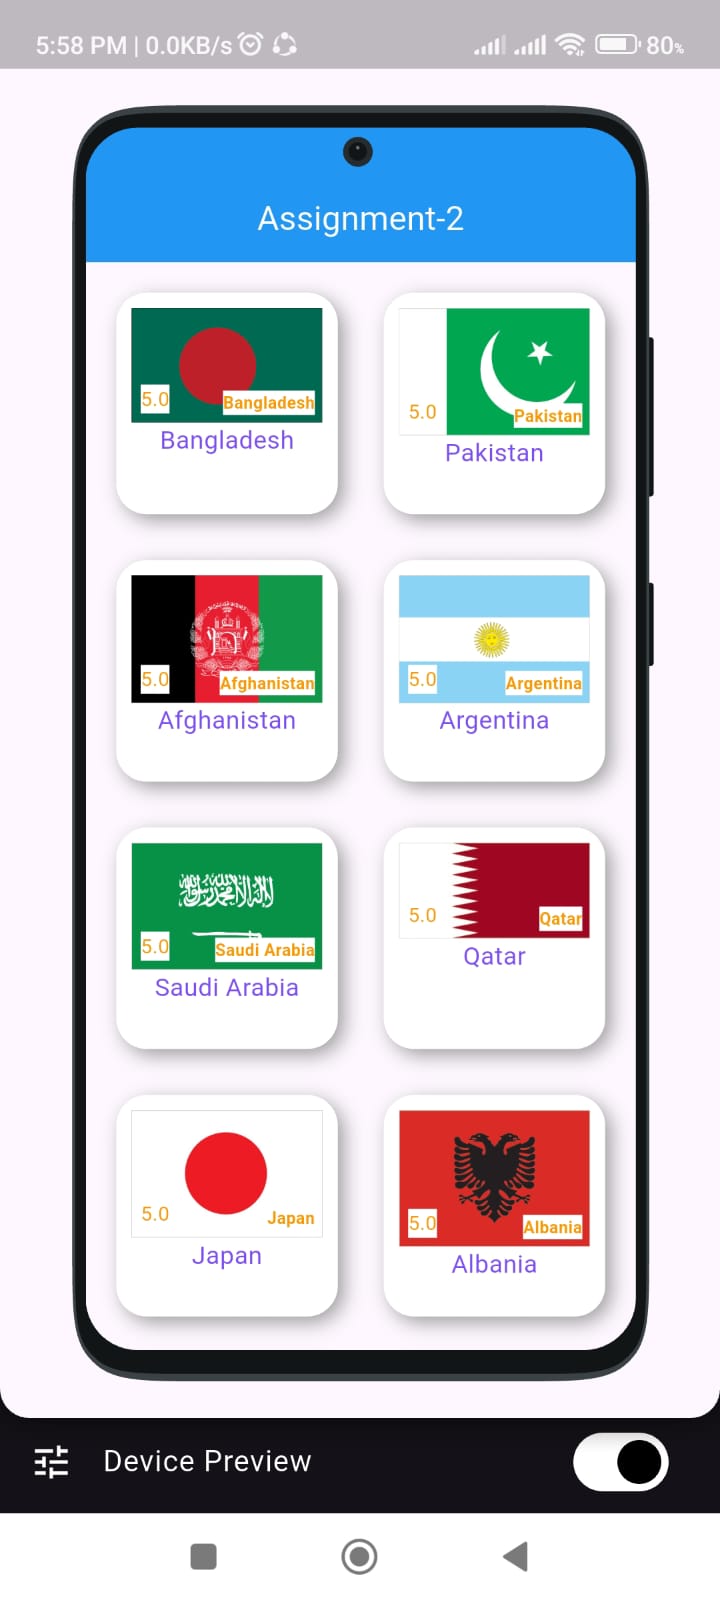 5:58 PM | 0.0KB/s
80%
Assignment-2
5.0 Bangladesh
Bangladesh
5.0 Pakistan
Pakistan
5.0 Afghanistan
Afghanistan
5.0 Argentina
Argentina
5.0 Saudi Arabia
Saudi Arabia
5.0 Qatar
Qatar
5.0 Japan
Japan
5.0 Albania
Albania
Device Preview